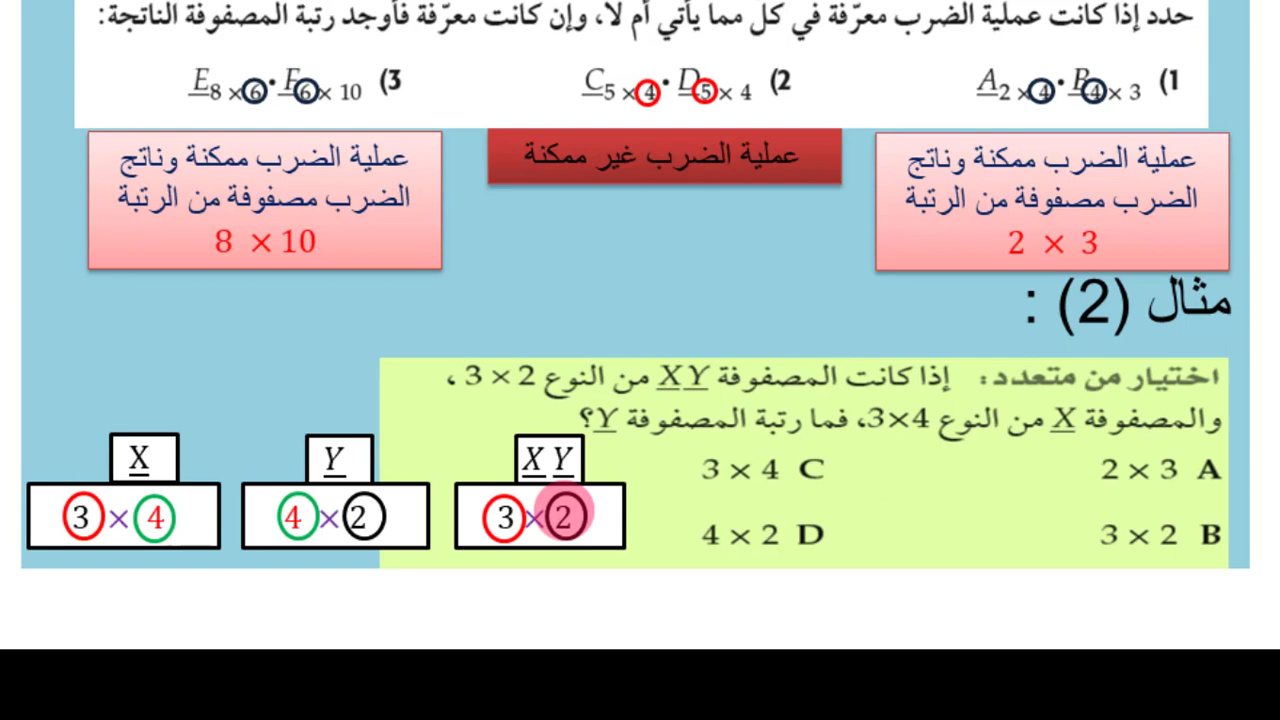 حدد إذا كانت عملية الضرب معرّفة في كل مما يأتي أم لا، وإن كانت معرّفة فأوجد رتبة المصفوفة الناتجة:
(1 A2 × 4 · B4 × 3
(2 C5 × 4 · D5 × 4
(3 E8 × 6 · F6 × 10
عملية الضرب ممكنة وناتج
الضرب مصفوفة من الرتبة
2 × 3
عملية الضرب غير ممكنة
عملية الضرب ممكنة وناتج
الضرب مصفوفة من الرتبة
8 × 10
مثال (2) :
اختيار من متعدد: إذا كانت المصفوفة XY من النوع 3 × 2 ،
والمصفوفة X من النوع 3×4، فما رتبة المصفوفة Y؟
2 × 3 A
3 × 4 C
3 × 2 B
4 × 2 D
X
3 × 4
Y
4 × 2
X Y
3 × 2